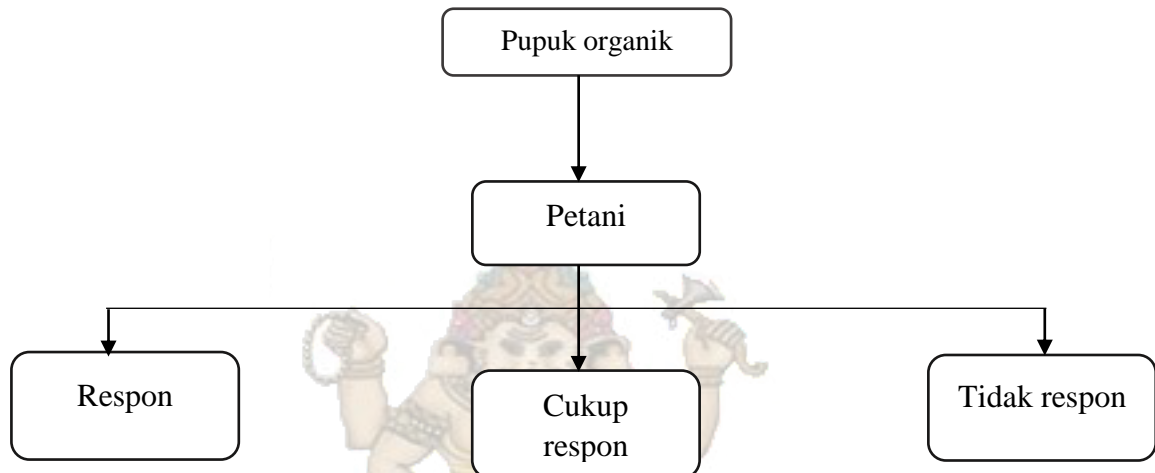 Pupuk organik
Petani
Respon
Cukup
respon
Tidak respon